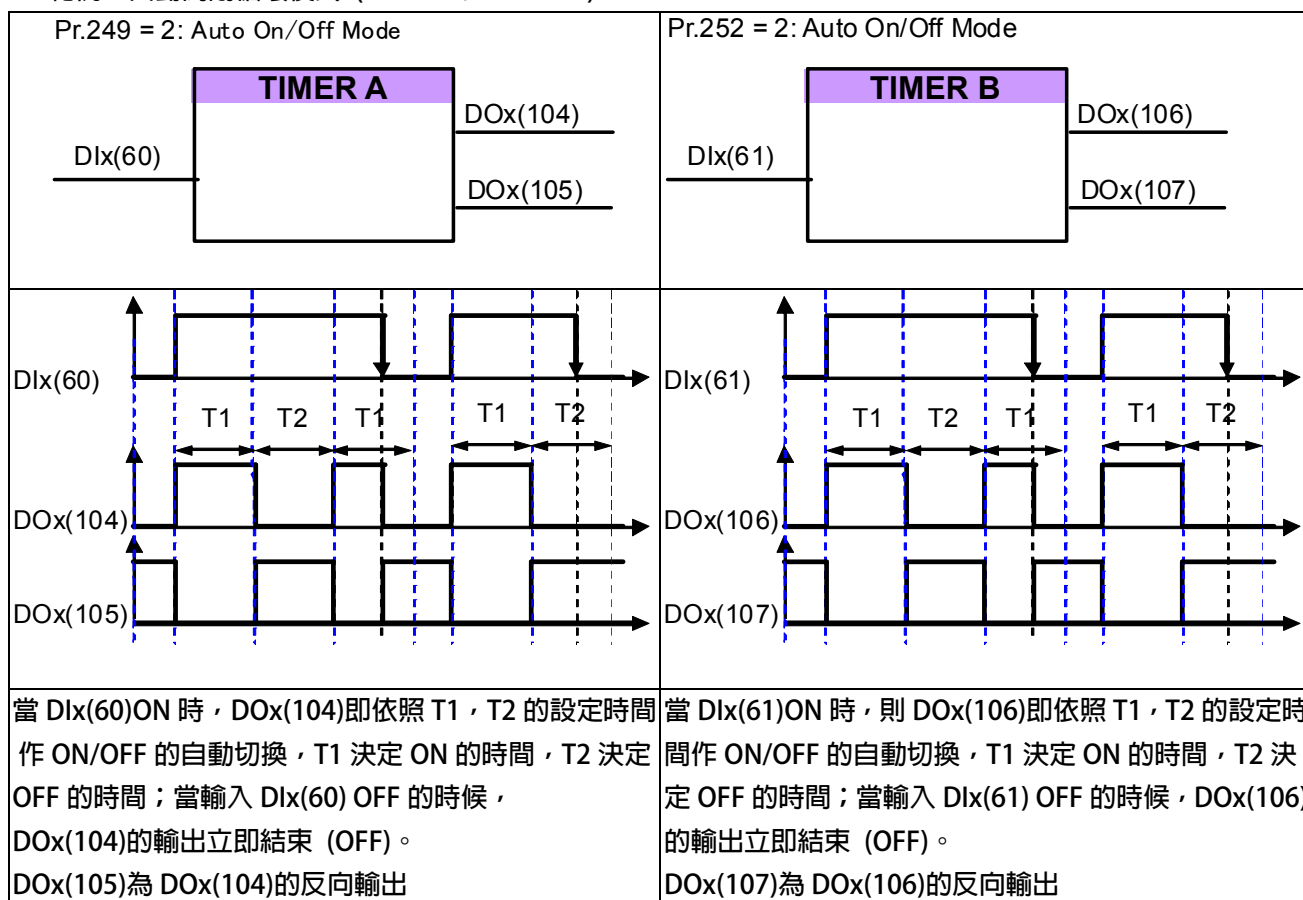 Pr.249 = 2: Auto On/Off Mode
TIMER A
DIx(60)
DOx(104)
DOx(105)
Pr.252 = 2: Auto On/Off Mode
TIMER B
DIx(61)
DOx(106)
DOx(107)
DIx(60)
T1 T2 T1 T1 T2
DOx(104)
DOx(105)
DIx(61)
T1 T2 T1 T1 T2
DOx(106)
DOx(107)
當 DIx(60)ON 時，DOx(104)即依照 T1，T2 的設定時間
作 ON/OFF 的自動切換，T1 決定 ON 的時間，T2 決定
OFF 的時間；當輸入 DIx(60) OFF 的時候，
DOx(104)的輸出立即結束 (OFF)。
DOx(105)為 DOx(104)的反向輸出
當 DIx(61)ON 時，則 DOx(106)即依照 T1，T2 的設定時
間作 ON/OFF 的自動切換，T1 決定 ON 的時間，T2 決
定 OFF 的時間；當輸入 DIx(61) OFF 的時候，DOx(106)
的輸出立即結束 (OFF)。
DOx(107)為 DOx(106)的反向輸出